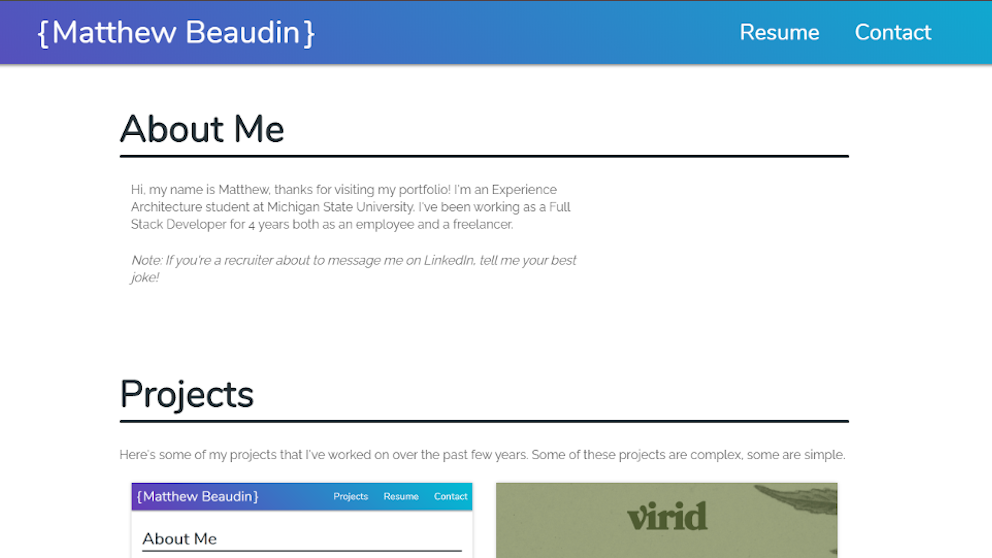 {Matthew Beaudin}
Resume
Contact
About Me
Hi, my name is Matthew, thanks for visiting my portfolio! I'm an Experience
Architecture student at Michigan State University. I've been working as a Full
Stack Developer for 4 years both as an employee and a freelancer.
Note: If you're a recruiter about to message me on LinkedIn, tell me your best
joke!
Projects
Here's some of my projects that I've worked on over the past few years. Some of these projects are complex, some are simple.
{Matthew Beaudin}
Projects
Resume
Contact
About Me
virid